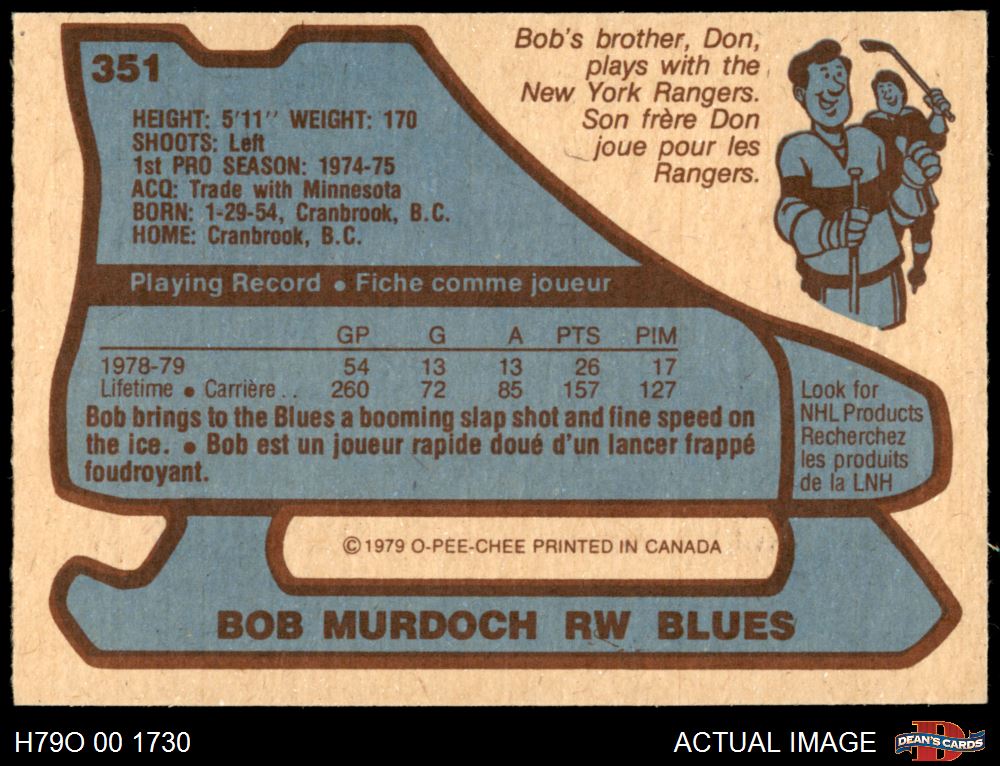 351
Bob's brother, Don,
plays with the
New York Rangers.
Son frère Don
joue pour les
Rangers.
HEIGHT: 5'11" WEIGHT: 170
SHOOTS: Left
1st PRO SEASON: 1974-75
ACQ: Trade with Minnesota
BORN: 1-29-54, Cranbrook, B.C.
HOME: Cranbrook, B.C.
Playing Record • Fiche comme joueur
GP G A PTS PIM
1978-79 54 13 13 26 17
Lifetime • Carrière .. 260 72 85 157 127
Bob brings to the Blues a booming slap shot and fine speed on
the ice. • Bob est un joueur rapide doué d'un lancer frappé
foudroyant.
Look for
NHL Products
Recherchez
les produits
de la LNH
© 1979 O-PEE-CHEE PRINTED IN CANADA
BOB MURDOCH RW BLUES
H79O 00 1730
ACTUAL IMAGE
DEAN'S CARDS